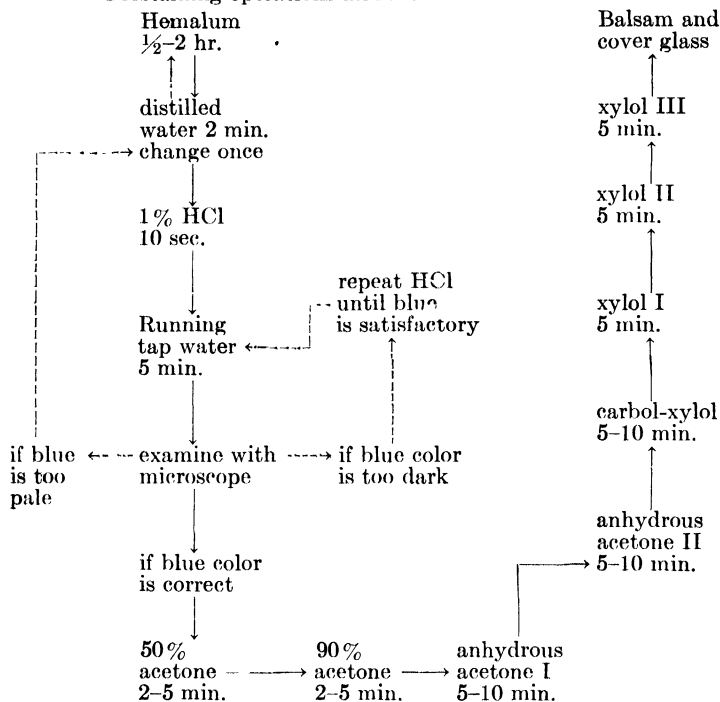 Hemalum
½–2 hr.
distilled
water 2 min.
change once
1% HCl
10 sec.
Running
tap water
5 min.
repeat HCl
until blue
is satisfactory
if blue
is too
pale
examine with
microscope
if blue color
is too dark
if blue color
is correct
50%
acetone
2–5 min.
90%
acetone
2–5 min.
anhydrous
acetone I
5–10 min.
anhydrous
acetone II
5–10 min.
carbol-xylol
5–10 min.
xylol I
5 min.
xylol II
5 min.
xylol III
5 min.
Balsam and
cover glass